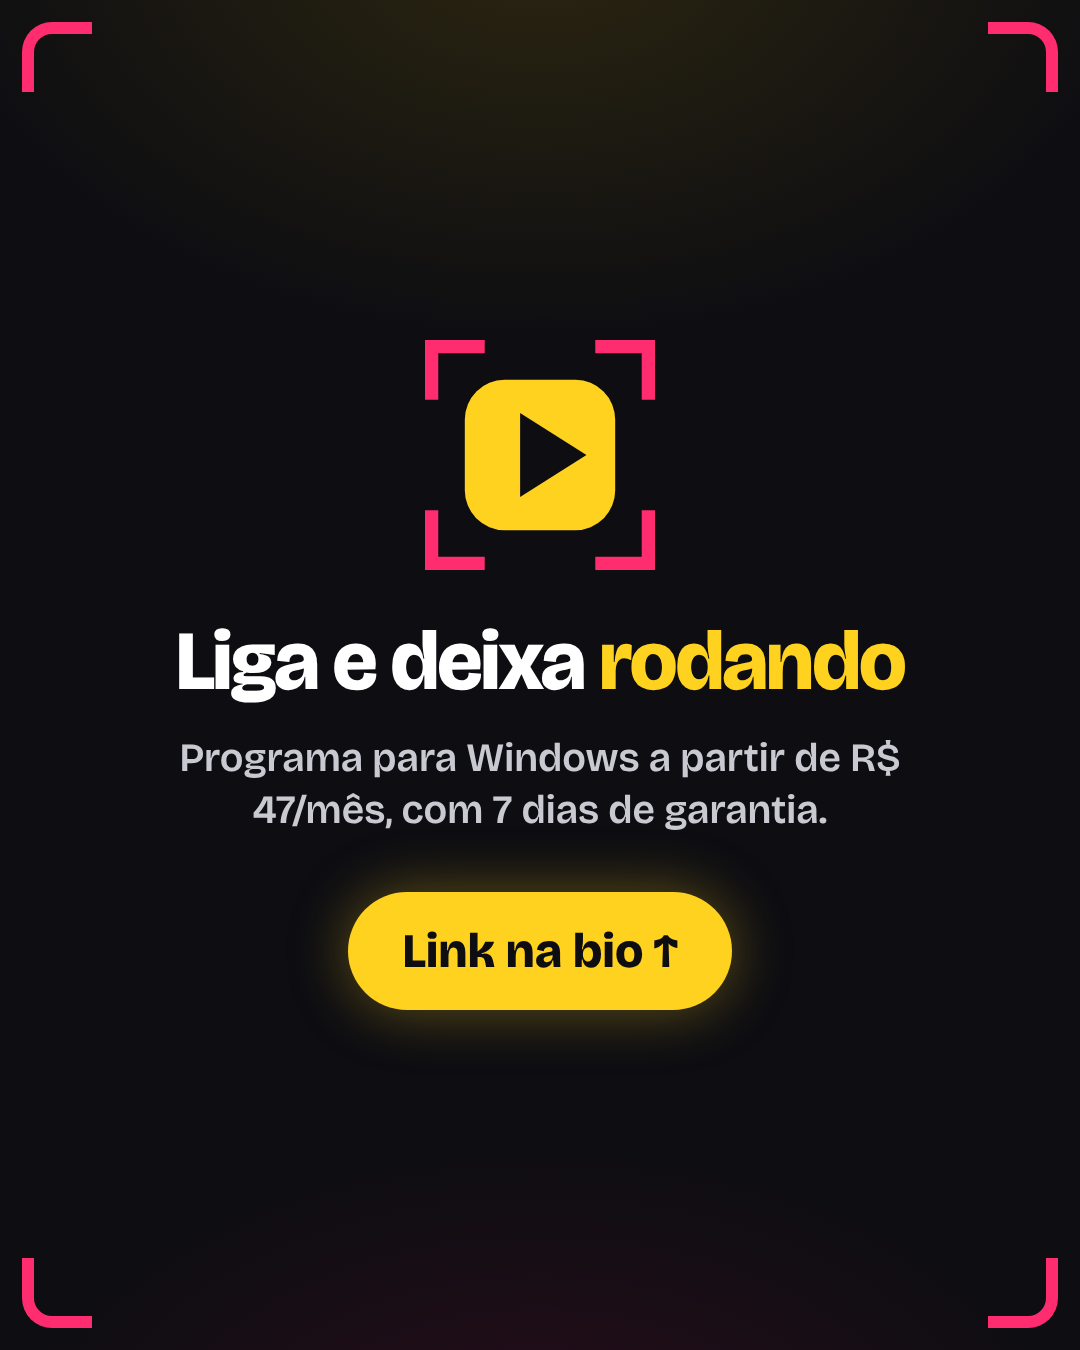 Liga e deixa rodando
Programa para Windows a partir de R$
47/mês, com 7 dias de garantia.
Link na bio ↑